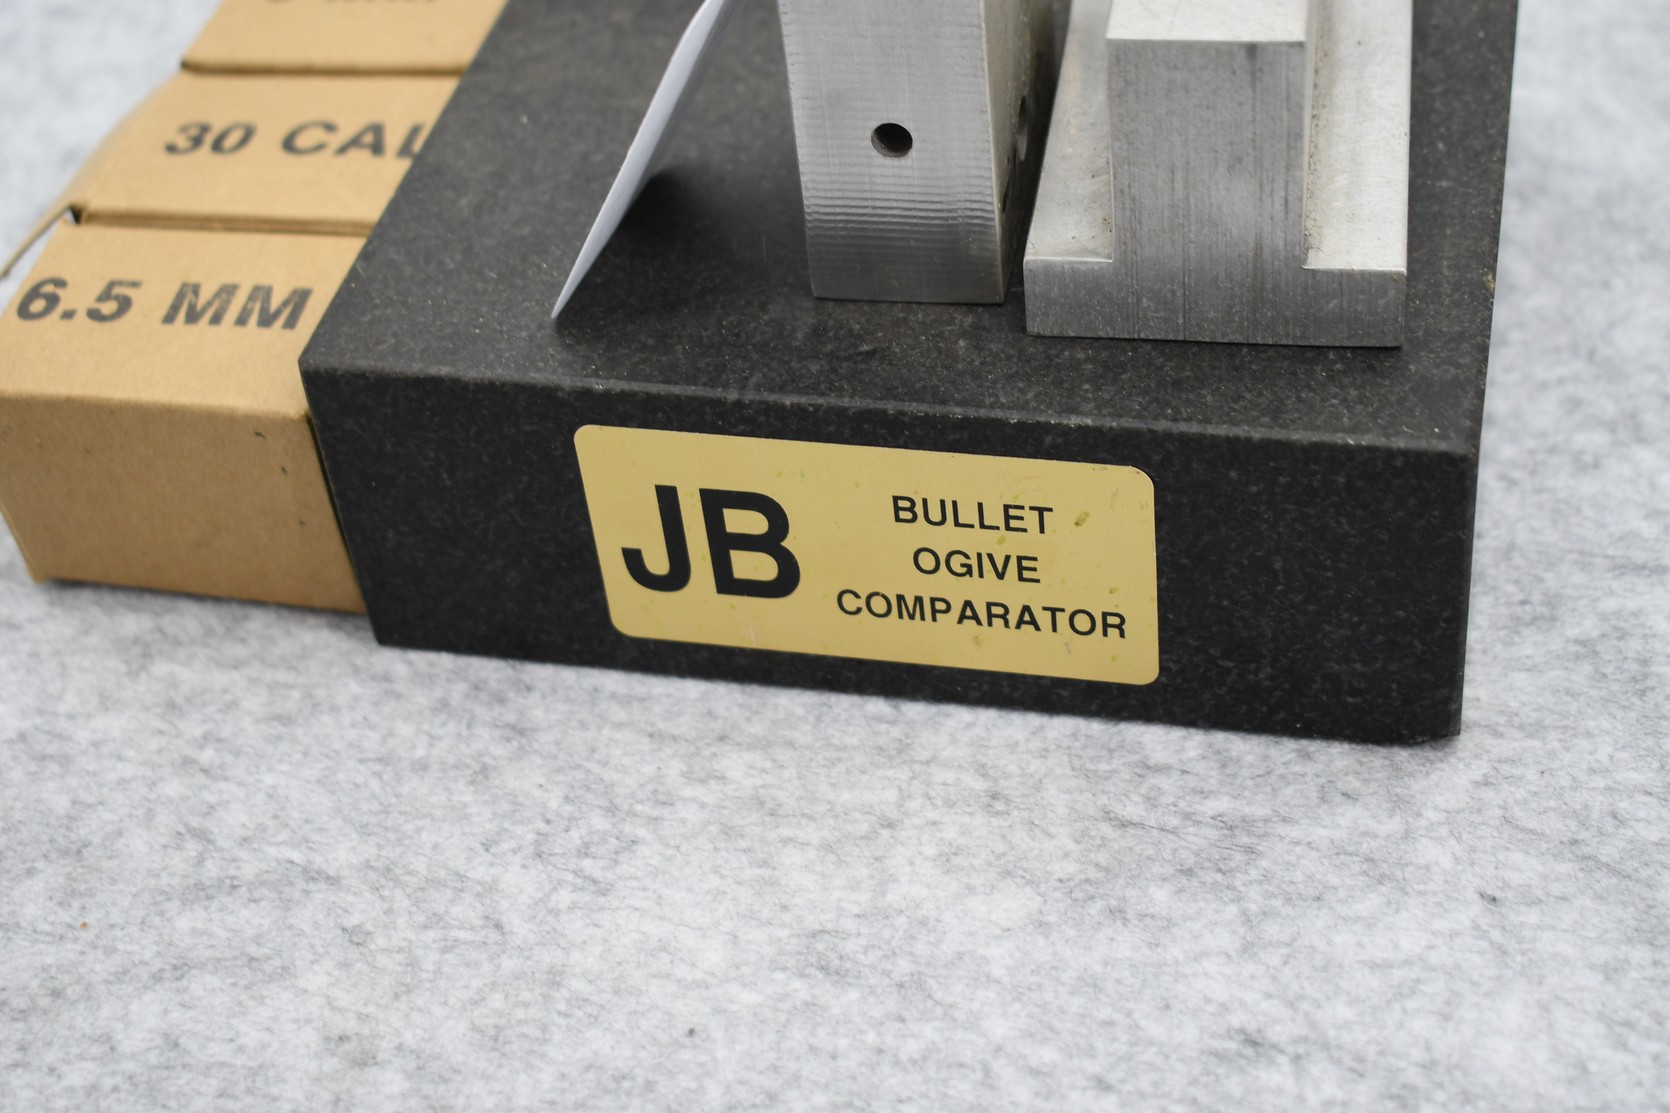 30 CAL
6.5 MM
JB
BULLET
OGIVE
COMPARATOR